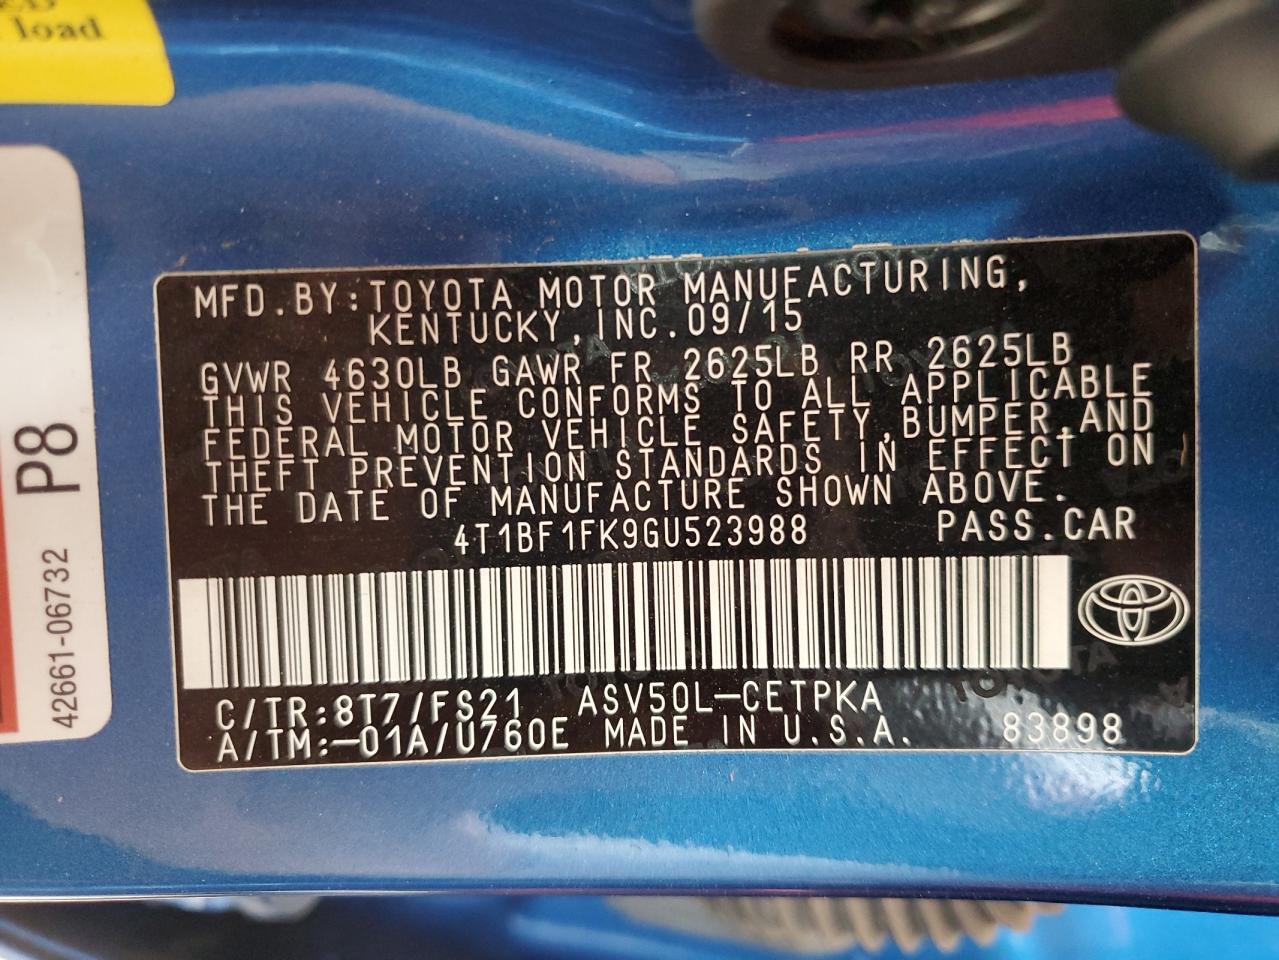 load
P8
42661-06732
MFD.BY:TOYOTA MOTOR MANUFACTURING,
KENTUCKY,INC.09/15
GVWR 4630LB GAWR FR 2625LB RR 2625LB
THIS VEHICLE CONFORMS TO ALL APPLICABLE
FEDERAL MOTOR VEHICLE SAFETY,BUMPER,AND
THEFT PREVENTION STANDARDS IN EFFECT ON
THE DATE OF MANUFACTURE SHOWN ABOVE.
4T1BF1FK9GU523988 PASS.CAR
C/TR:8T7/FS21 ASV50L-CETPKA
A/TM:-01A/U760E MADE IN U.S.A. 83898